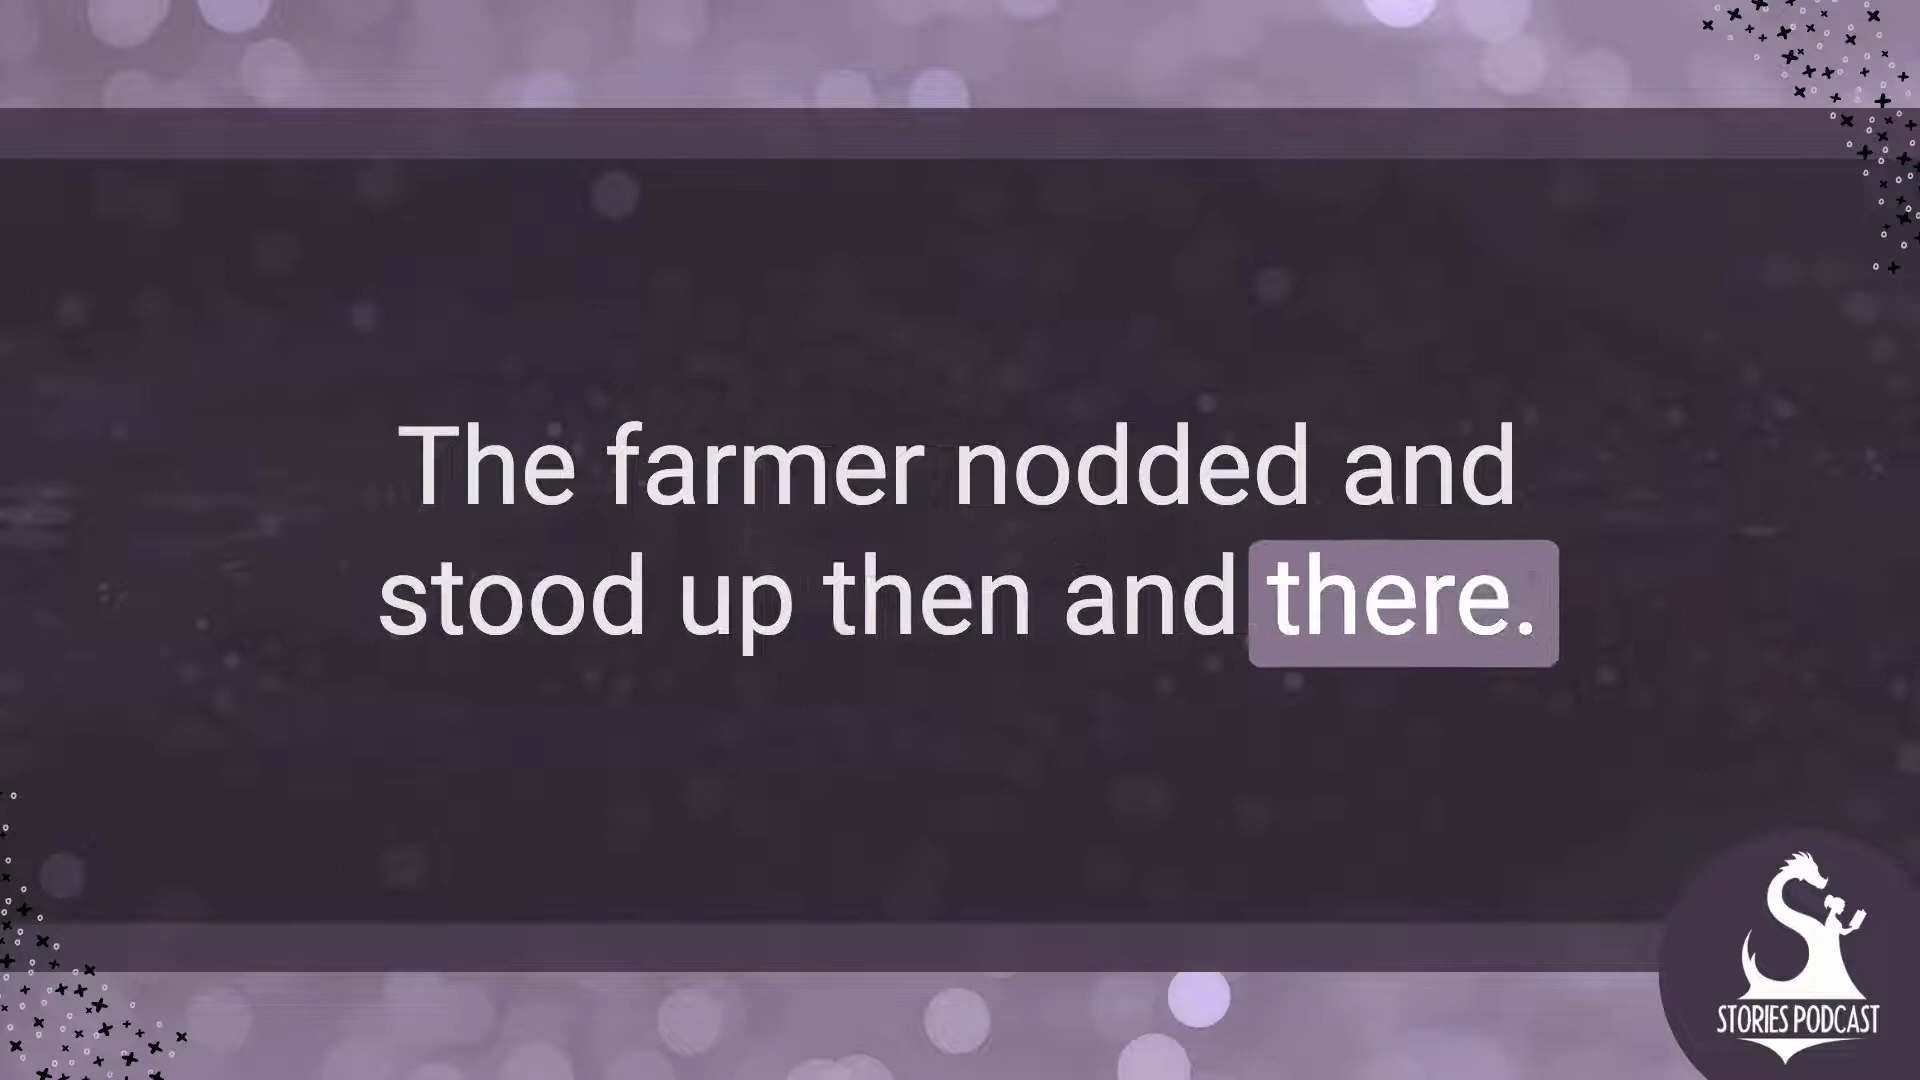 The farmer nodded and
stood up then and there.
STORIES PODCAST